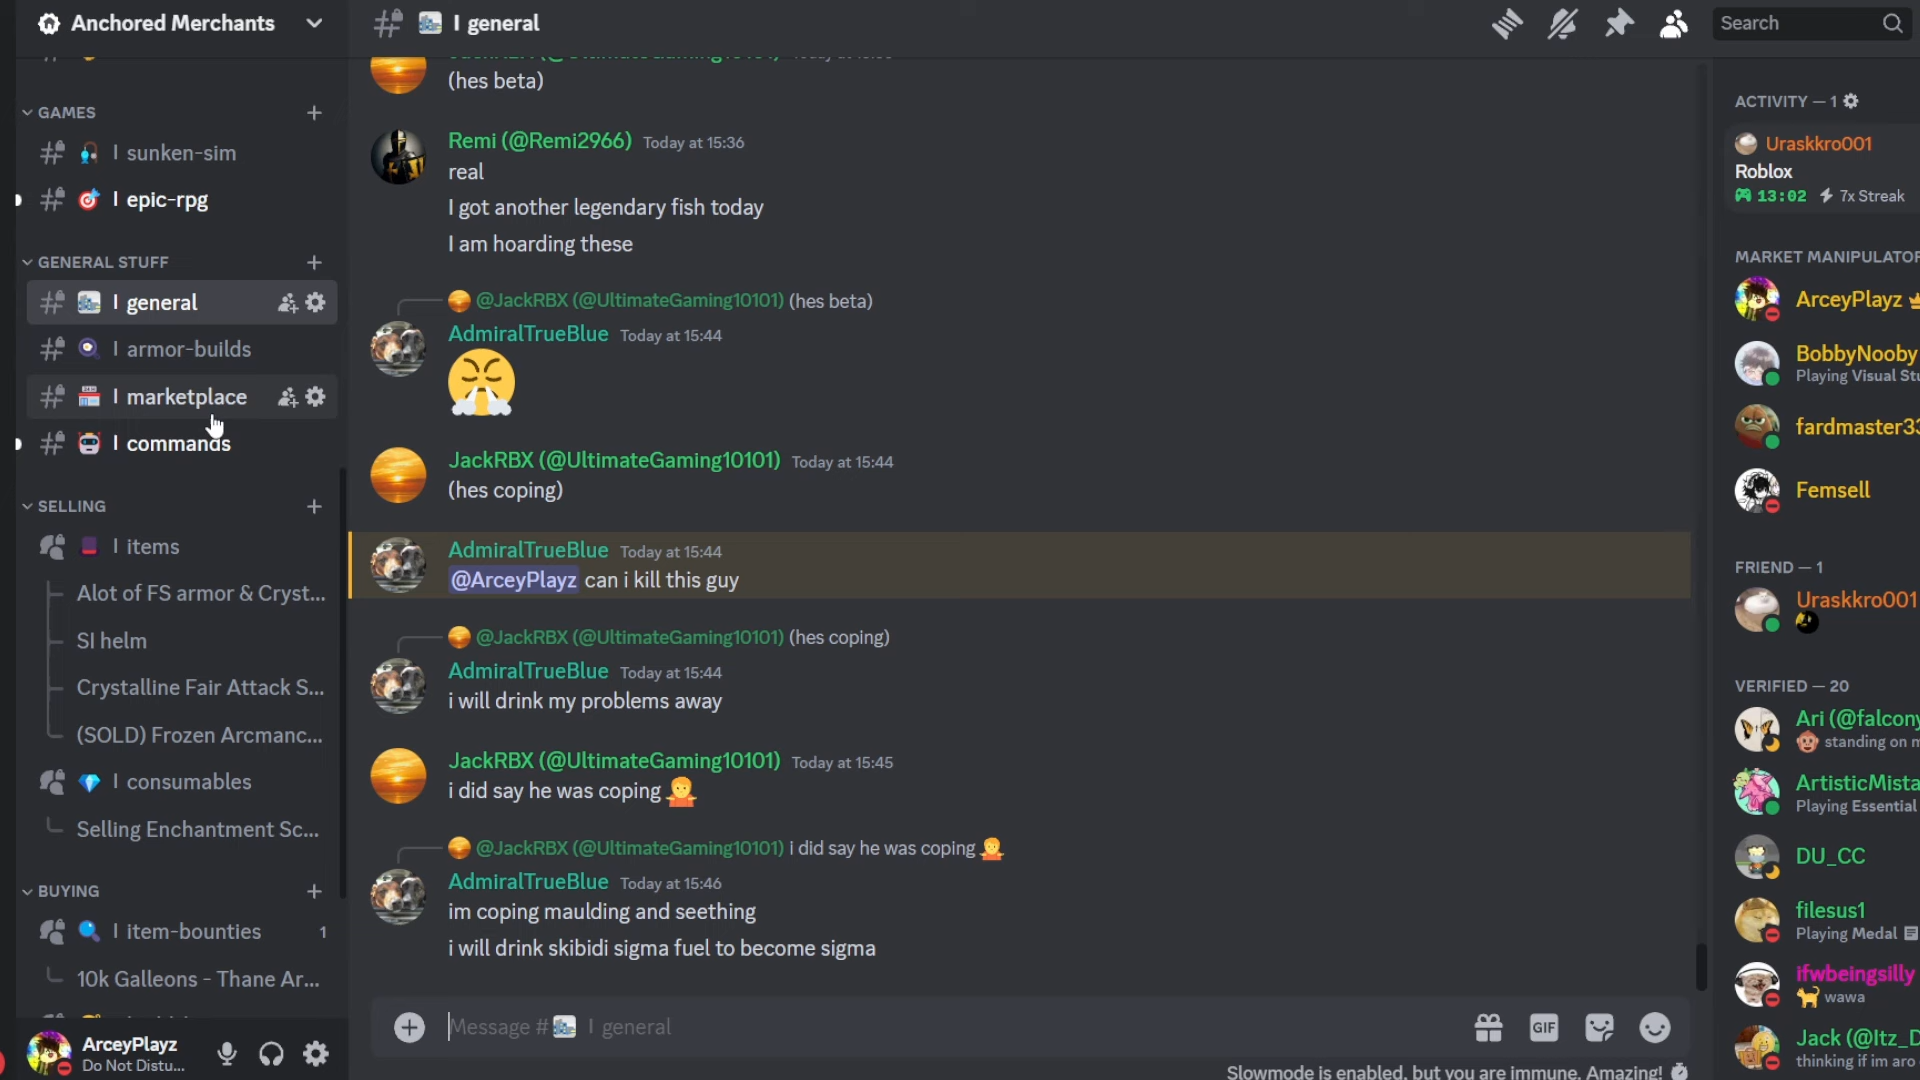 Anchored Merchants
GAMES
| sunken-sim
| epic-rpg
GENERAL STUFF
| general
| armor-builds
| marketplace
| commands
SELLING
| items
Alot of FS armor & Cryst...
SI helm
Crystalline Fair Attack S...
(SOLD) Frozen Arcmanc...
| consumables
Selling Enchantment Sc...
BUYING
| item-bounties 1
10k Galleons - Thane Ar...
ArceyPlayz
Do Not Distu...
| general
(hes beta)
Remi (@Remi2966) Today at 15:36
real
I got another legendary fish today
I am hoarding these
@JackRBX (@UltimateGaming10101) (hes beta)
AdmiralTrueBlue Today at 15:44
JackRBX (@UltimateGaming10101) Today at 15:44
(hes coping)
AdmiralTrueBlue Today at 15:44
@ArceyPlayz can i kill this guy
@JackRBX (@UltimateGaming10101) (hes coping)
AdmiralTrueBlue Today at 15:44
i will drink my problems away
JackRBX (@UltimateGaming10101) Today at 15:45
i did say he was coping 🤷
@JackRBX (@UltimateGaming10101) i did say he was coping 🤷
AdmiralTrueBlue Today at 15:46
im coping maulding and seething
i will drink skibidi sigma fuel to become sigma
Message # | general
GIF
Slowmode is enabled, but you are immune. Amazing!
Search
ACTIVITY — 1
Uraskkro001
Roblox
13:02 7x Streak
MARKET MANIPULATOR
ArceyPlayz
BobbyNooby
Playing Visual Stu
fardmaster33
Femsell
FRIEND — 1
Uraskkro001
VERIFIED — 20
Ari (@falcony
standing on m
ArtisticMista
Playing Essential
DU_CC
filesus1
Playing Medal
ifwbeingsilly
wawa
Jack (@Itz_D
thinking if im aro